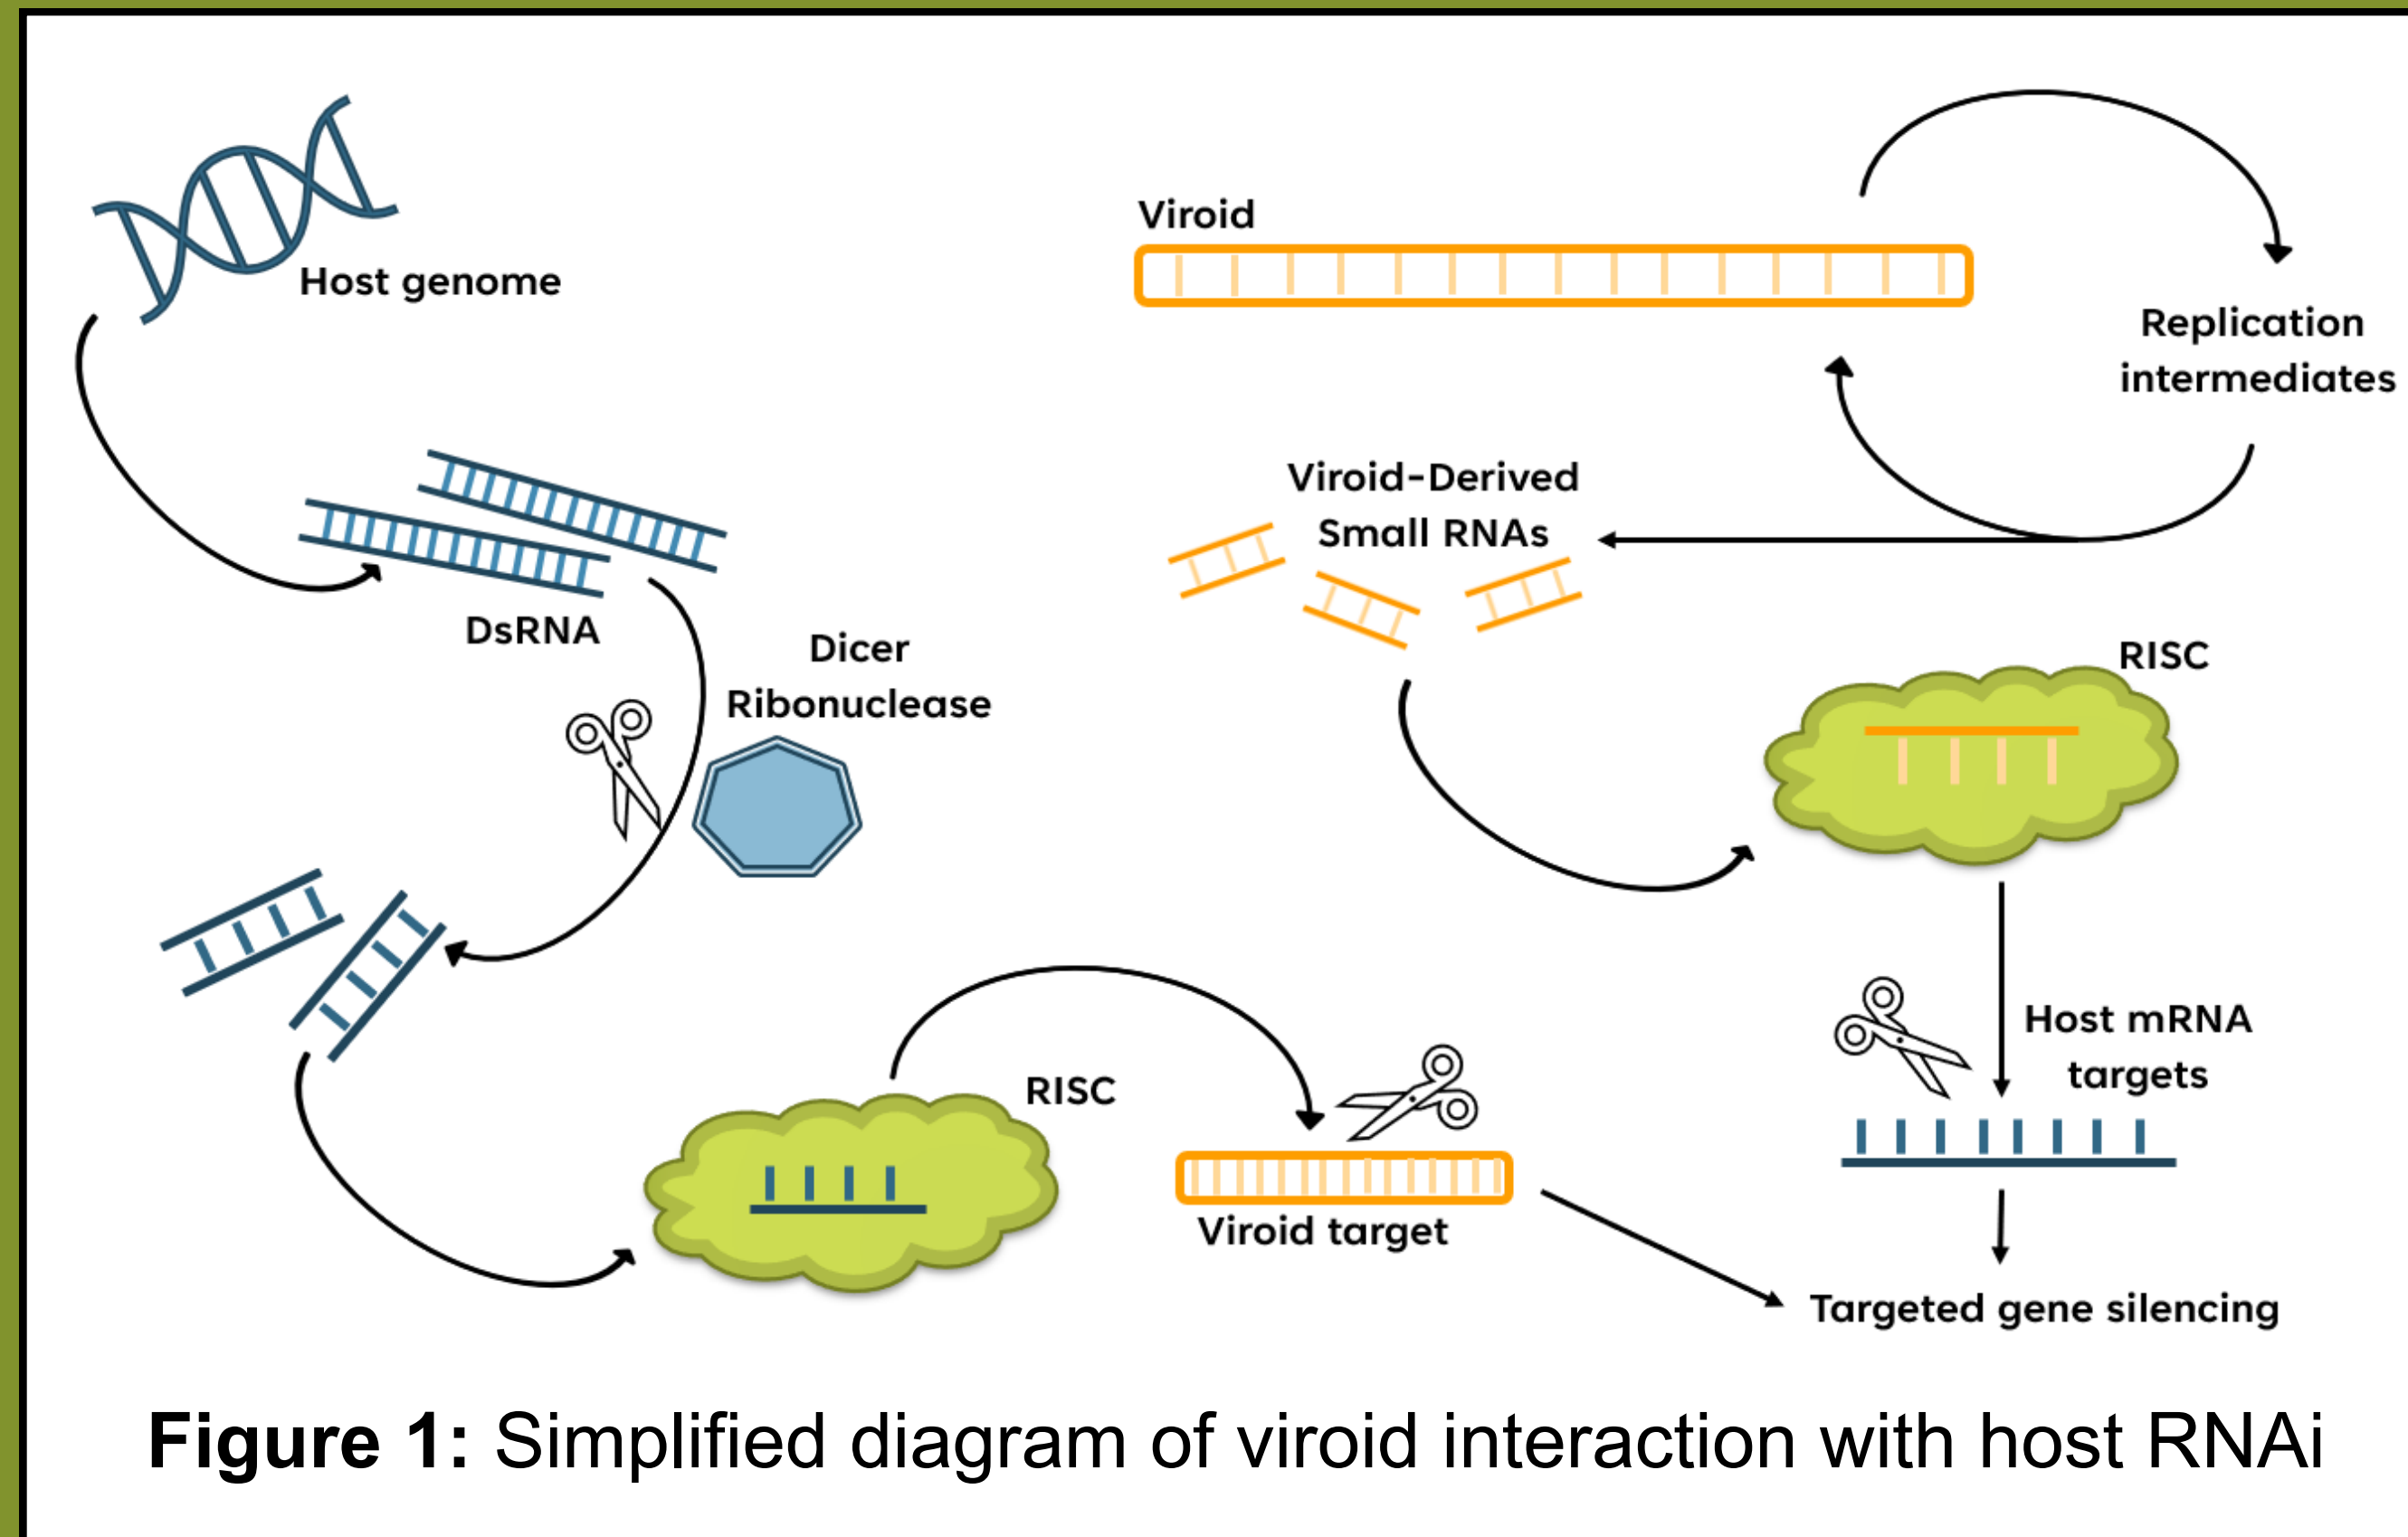 Host genome
DsRNA
Dicer
Ribonuclease
RISC
Viroid target
Viroid
Replication
intermediates
Viroid-Derived
Small RNAs
RISC
Host mRNA
targets
Targeted gene silencing
Figure 1: Simplified diagram of viroid interaction with host RNAi